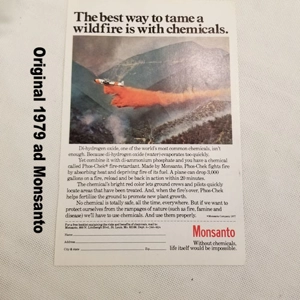 Original 1979 ad Monsanto
The best way to tame a
wildfire is with chemicals.
Di-hydrogen oxide, one of the world's most common chemicals, isn't
enough. Because di-hydrogen oxide (water) evaporates too quickly.
Yet combine it with di-ammonium phosphate and you have a chemical
called Phos-Chek® fire-retardant. Made by Monsanto, Phos-Chek fights fire
by absorbing heat and depriving fire of its fuel. A plane can drop 3,000
gallons on a fire, reload and be back in action within 20 minutes.
The chemical's bright red color lets ground crews and pilots quickly
locate areas that have been treated. And, when the fire's over, Phos-Chek
helps fertilize the ground to promote new plant growth.
No chemical is totally safe, all the time, everywhere. But if we want to
protect ourselves from the rampages of nature (such as fire, famine and
disease) we'll have to use chemicals. And use them properly.
Name
Address
City & state
Zip
Monsanto
Without chemicals,
life itself would be impossible.